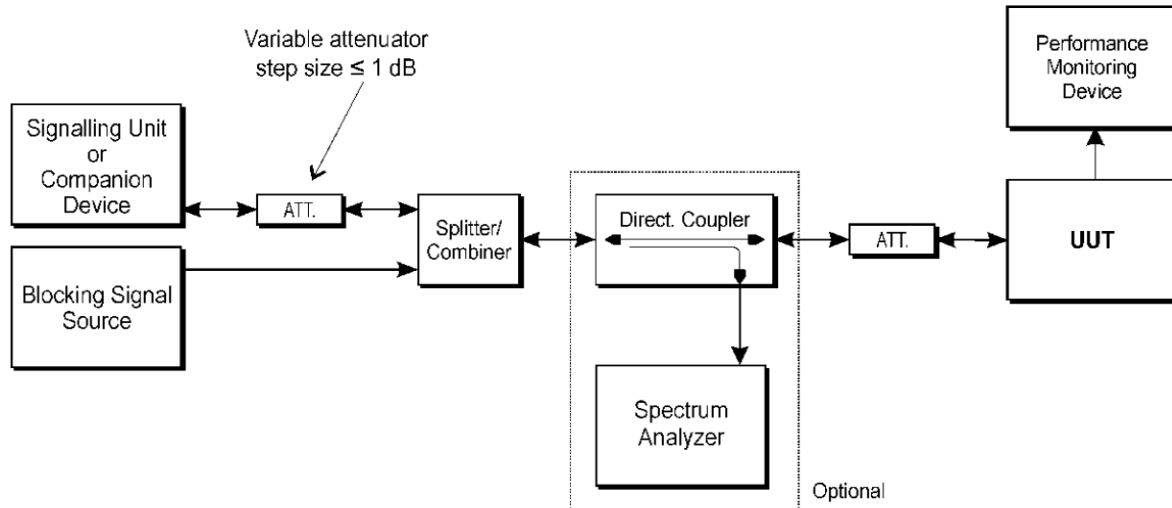 Variable attenuator
step size ≤ 1 dB
Signalling Unit
or
Companion
Device
ATT.
Splitter/
Combiner
Blocking Signal
Source
Direct. Coupler
Spectrum
Analyzer
Optional
ATT.
Performance
Monitoring
Device
UUT